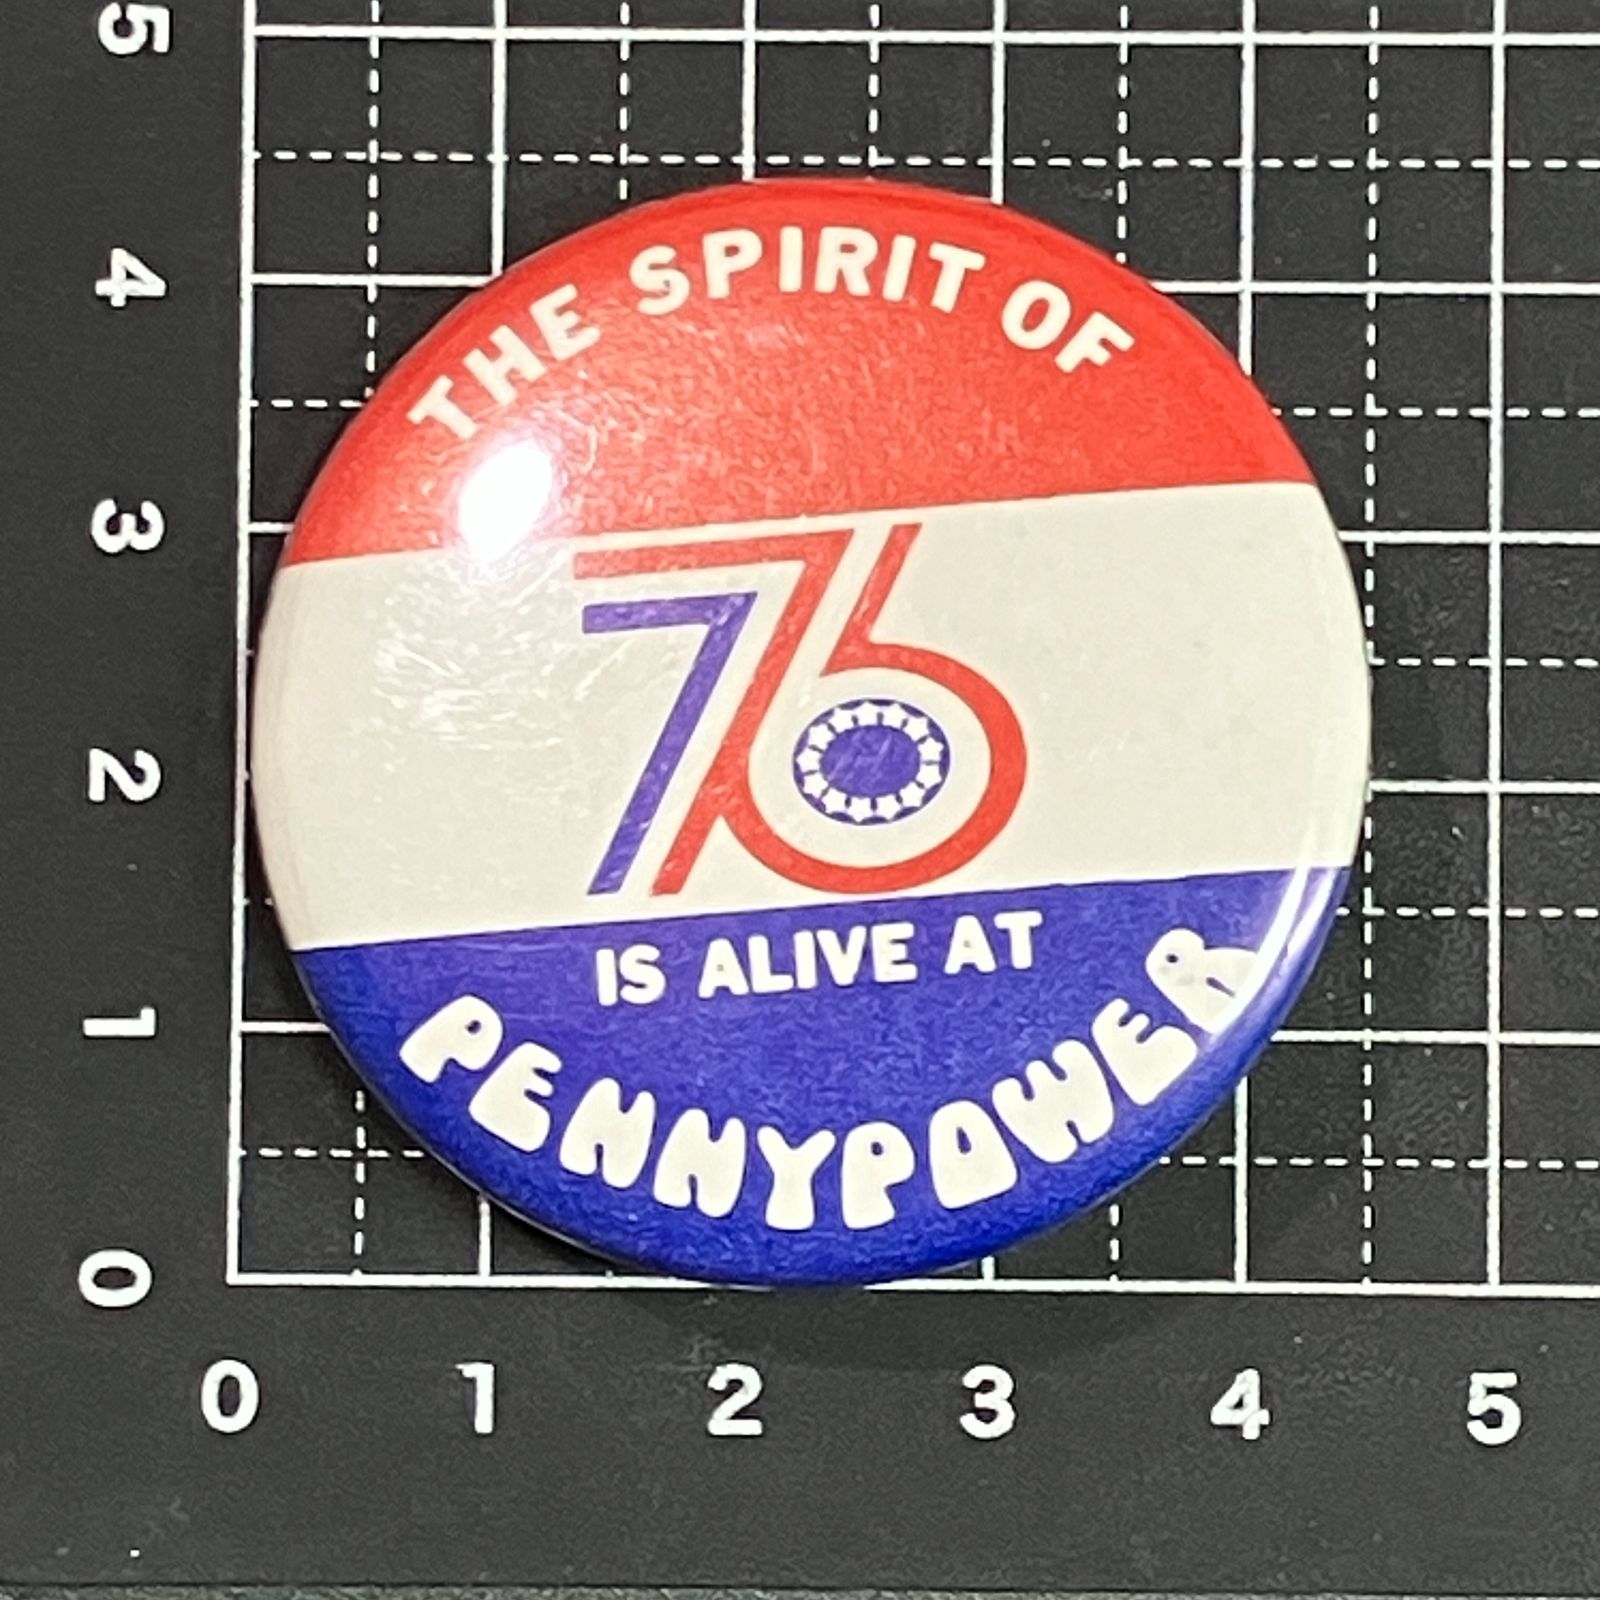 THE SPIRIT OF
76
IS ALIVE AT
PENNYPOWER
5
4
3
2
1
0
0 1 2 3 4 5